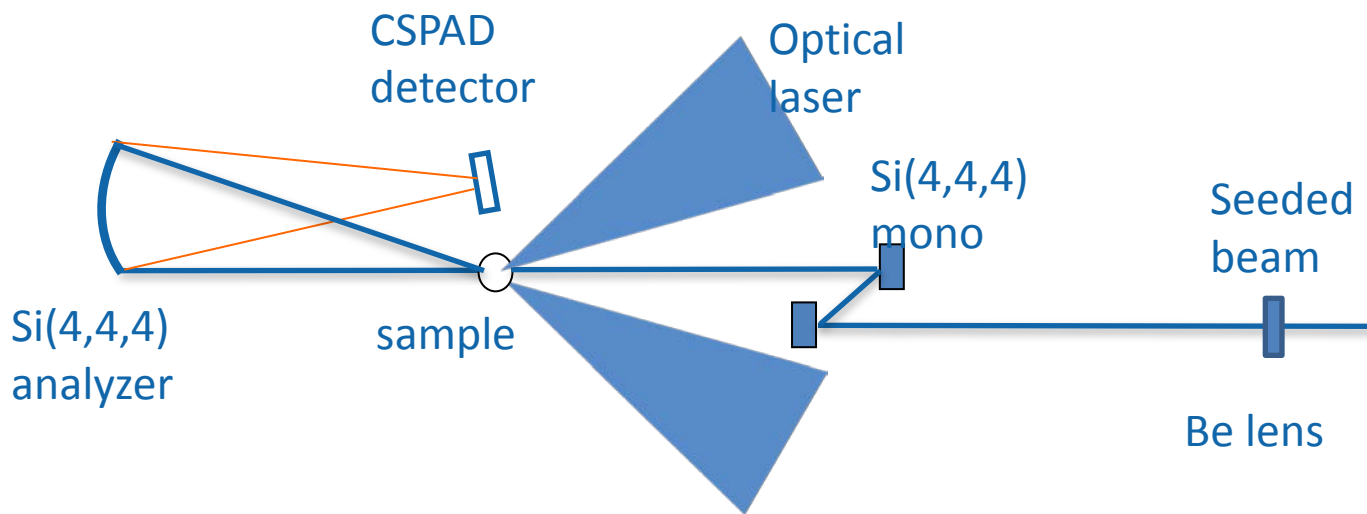 CSPAD
detector
Optical
laser
Si(4,4,4)
mono
Seeded
beam
Si(4,4,4)
analyzer
sample
Be lens